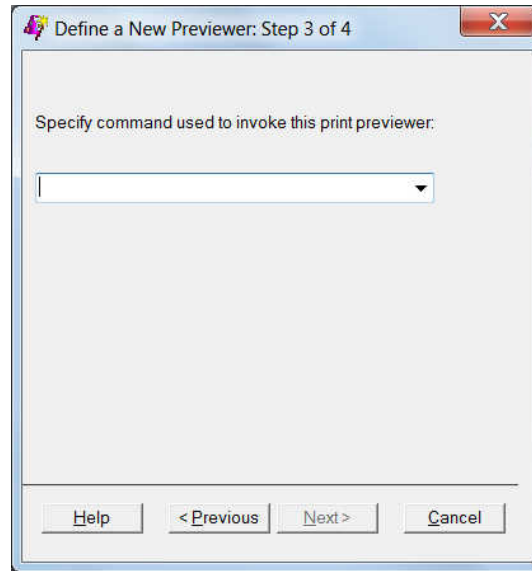 Define a New Previewer: Step 3 of 4
Specify command used to invoke this print previewer:
Help
< Previous
Next >
Cancel